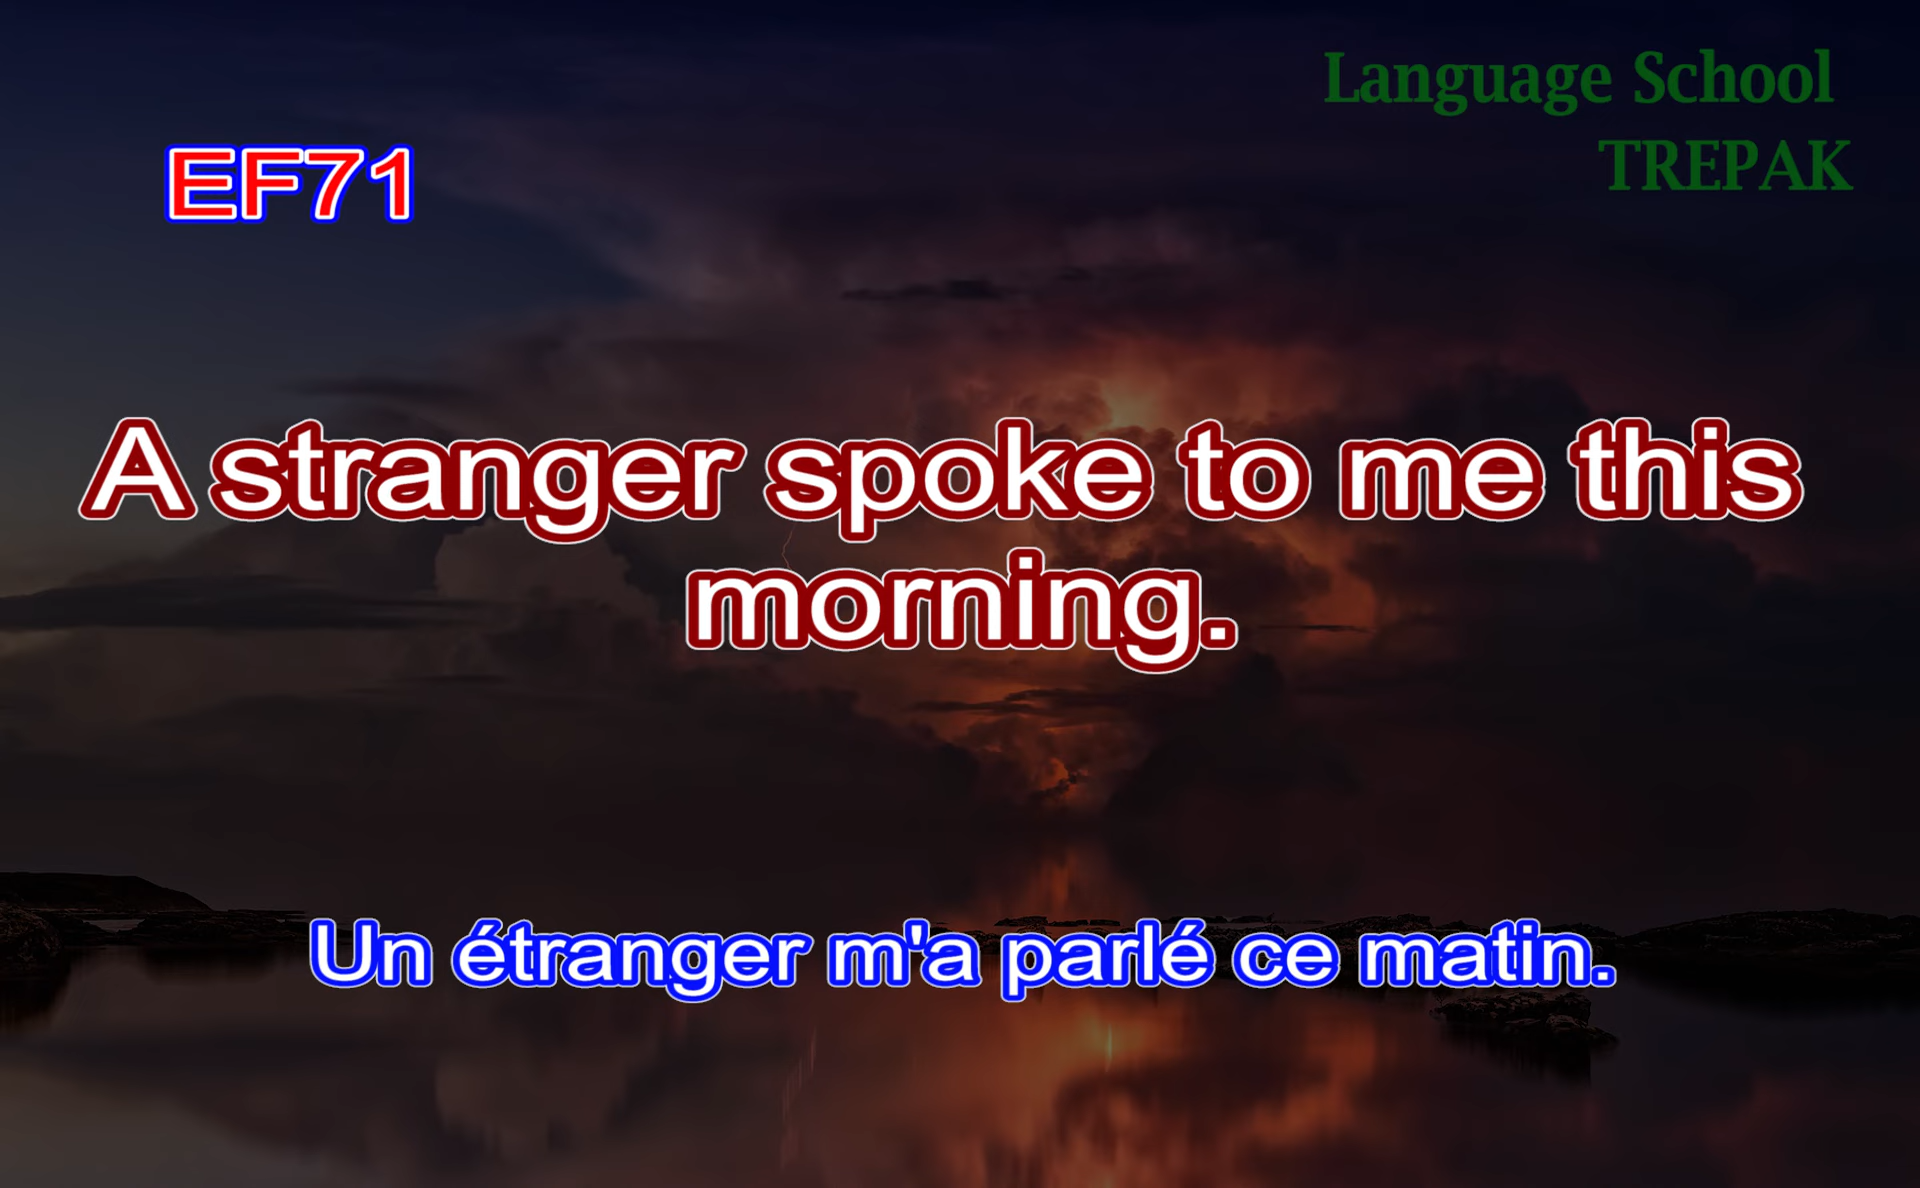 Language School
TREPAK
EF71
A stranger spoke to me this
morning.
Un étranger m'a parlé ce matin.